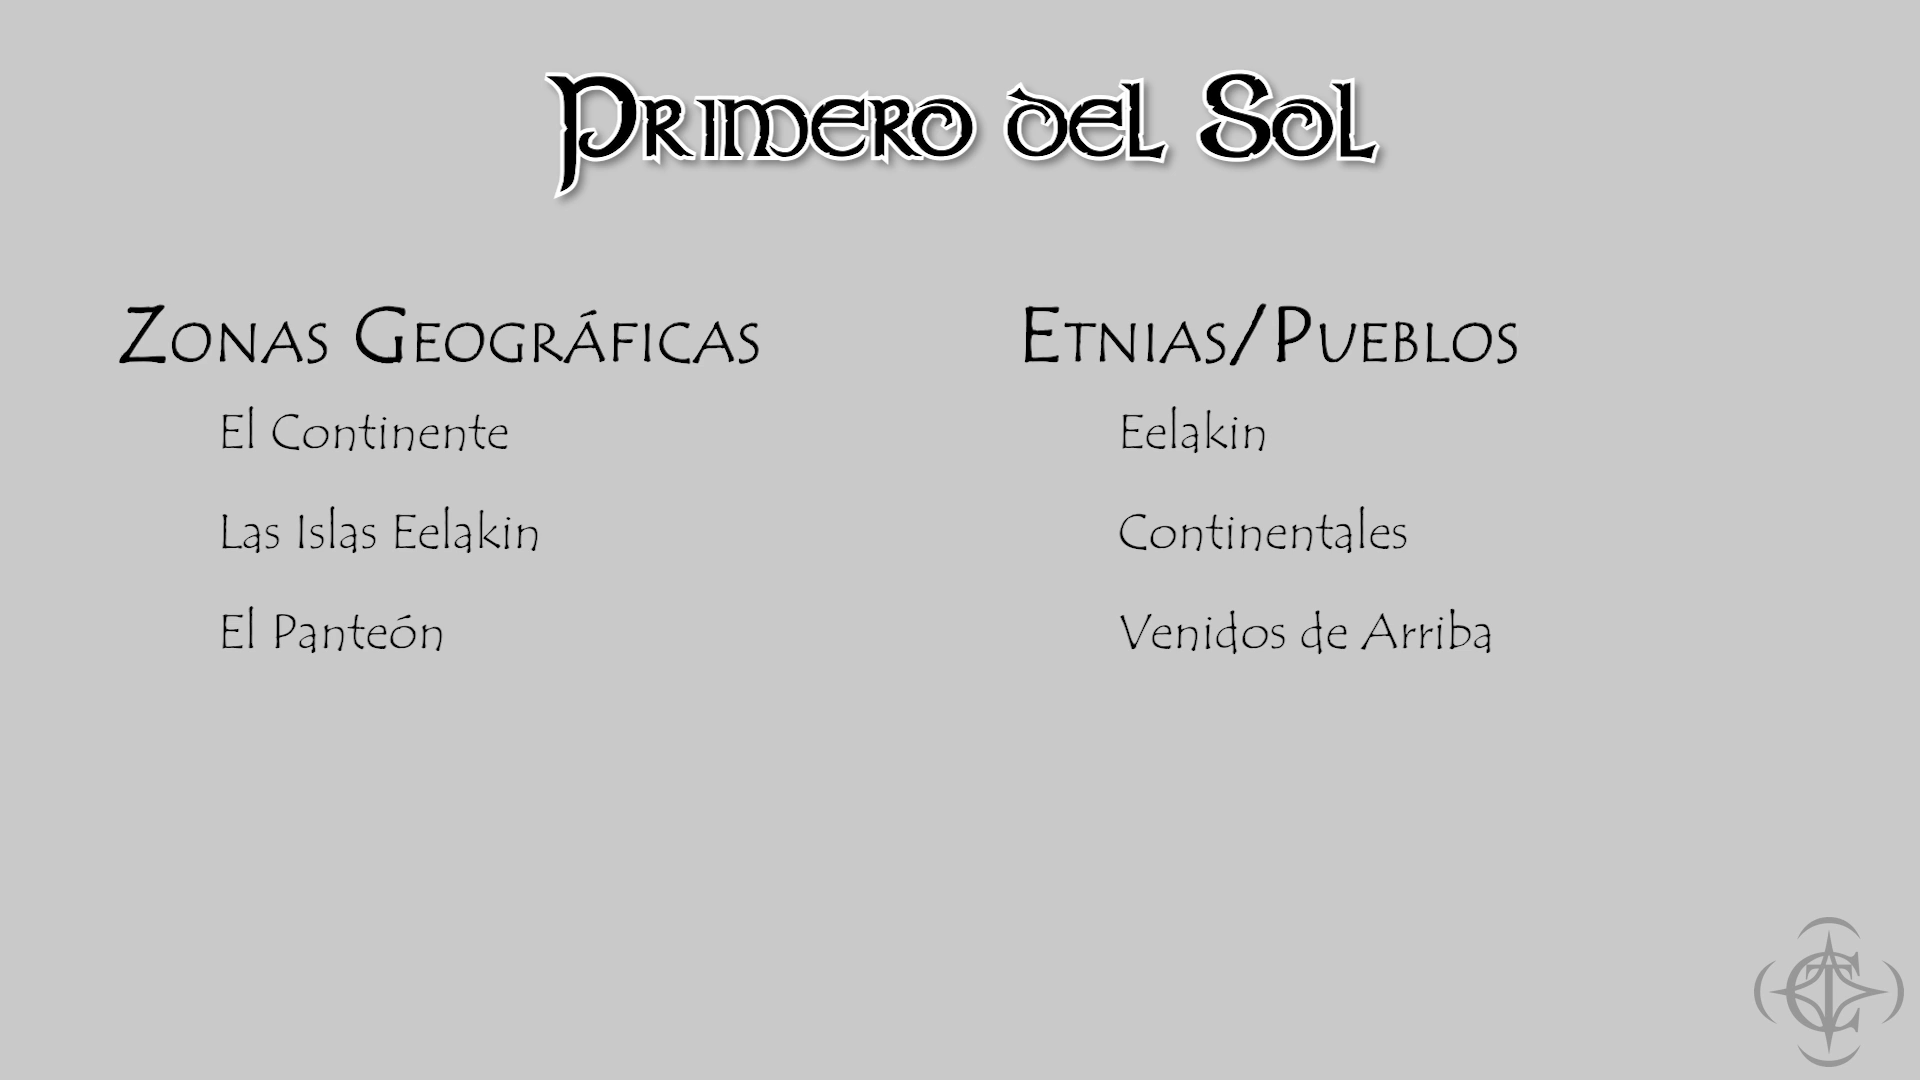 Primero del Sol
Zonas Geográficas
El Continente
Las Islas Eelakin
El Panteón
Etnias/Pueblos
Eelakin
Continentales
Venidos de Arriba